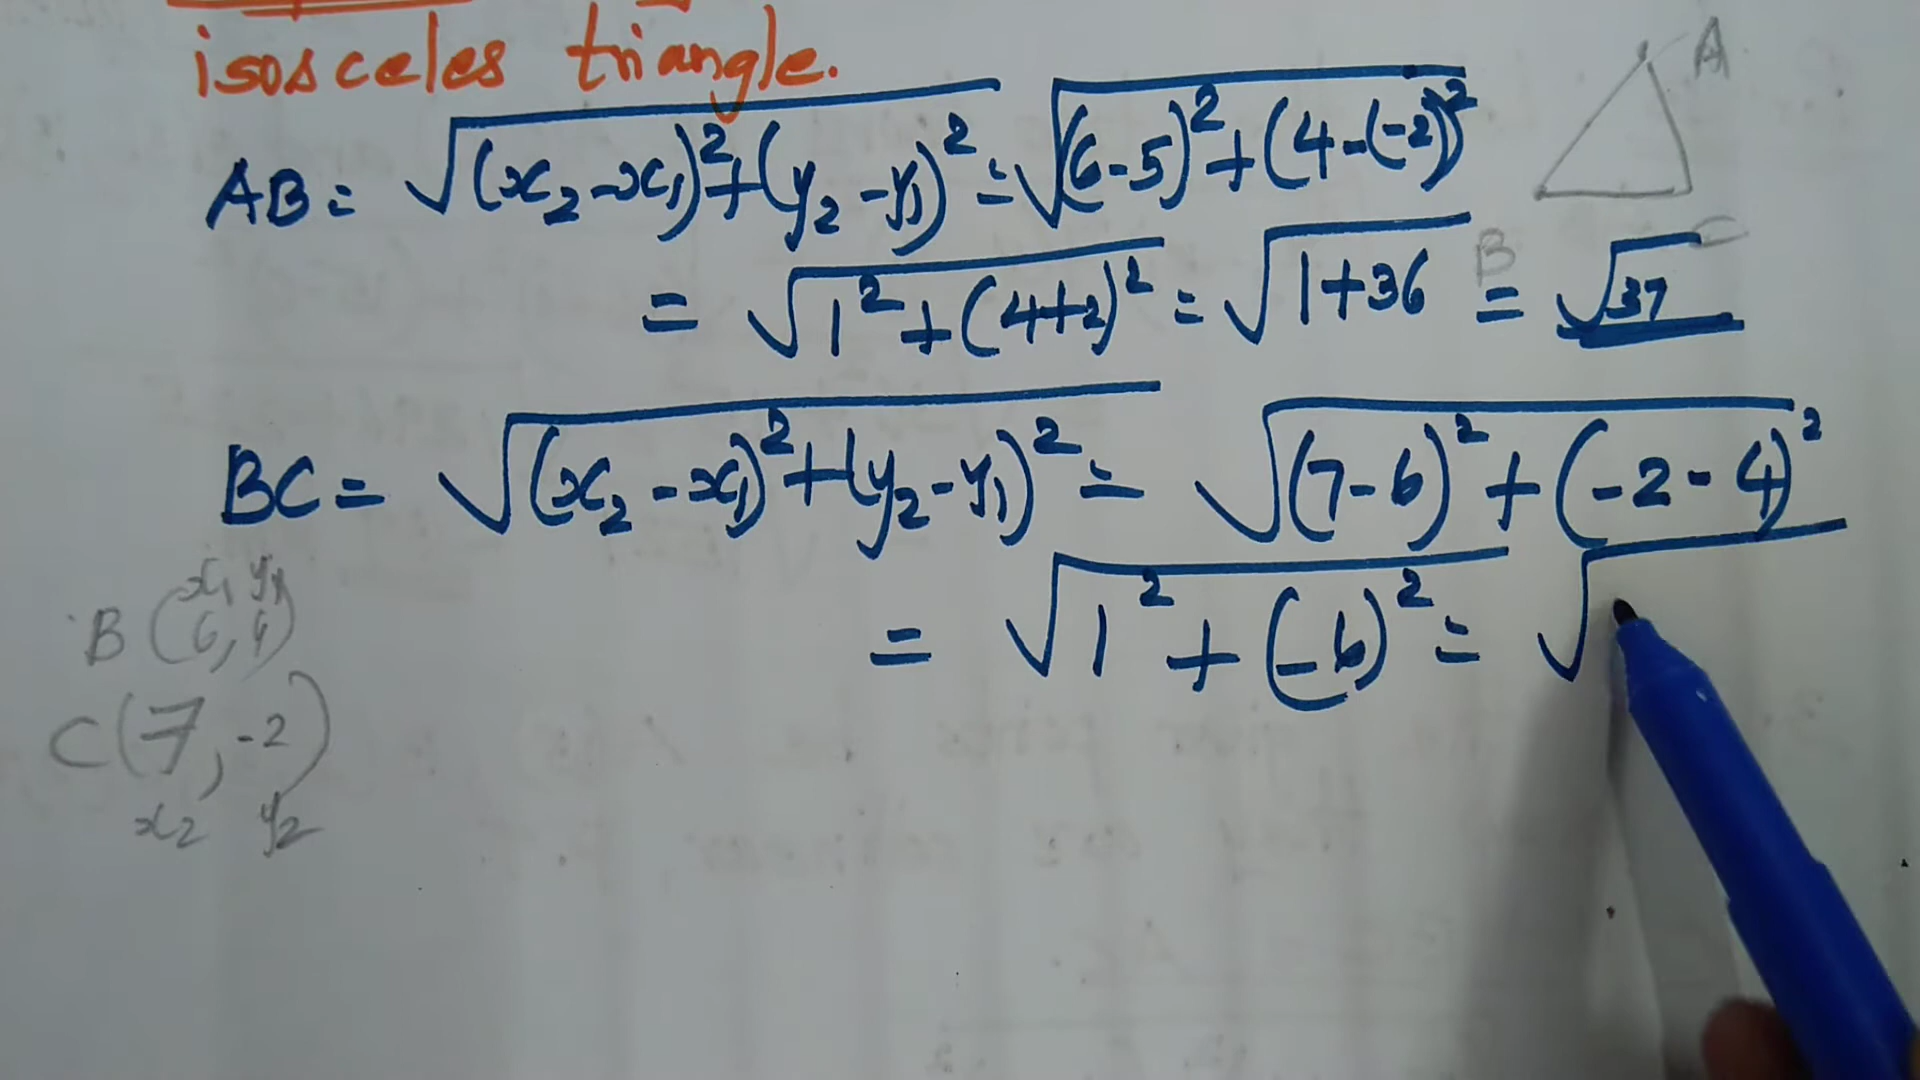 isosceles triangle.
A
AB = √(x₂-x₁)²+(y₂-y₁)² = √(6-5)²+(4-(-2))²
= √1²+(4+2)² = √1+36 = √37
B C
BC = √(x₂-x₁)²+(y₂-y₁)² = √(7-6)²+(-2-4)²
= √1²+(-6)² = √
x₁ y₁
B (6,4)
C (7,-2)
x₂ y₂